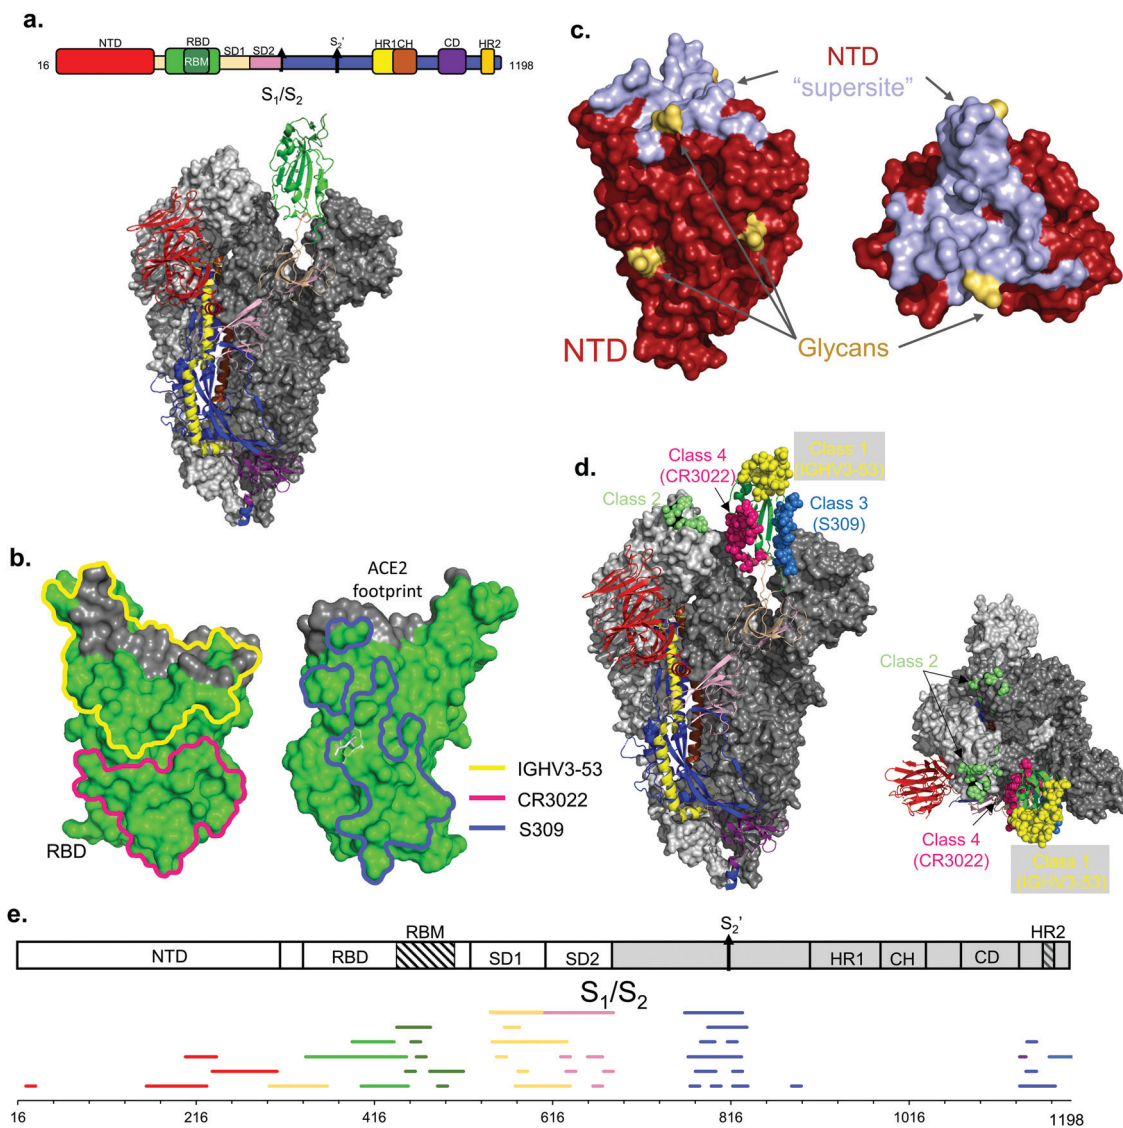 a.
NTD
RBD
RBM
SD1
SD2
S2'
HR1
CH
CD
HR2
16
1198
S1/S2
b.
ACE2
footprint
IGHV3-53
CR3022
S309
RBD
c.
NTD
"supersite"
NTD
Glycans
d.
Class 4
(CR3022)
Class 1
(IGHV3-53)
Class 2
Class 3
(S309)
Class 2
Class 4
(CR3022)
Class 1
(IGHV3-53)
e.
RBM
S2'
HR2
NTD
RBD
SD1
SD2
HR1
CH
CD
S1/S2
16
216
416
616
816
1016
1198